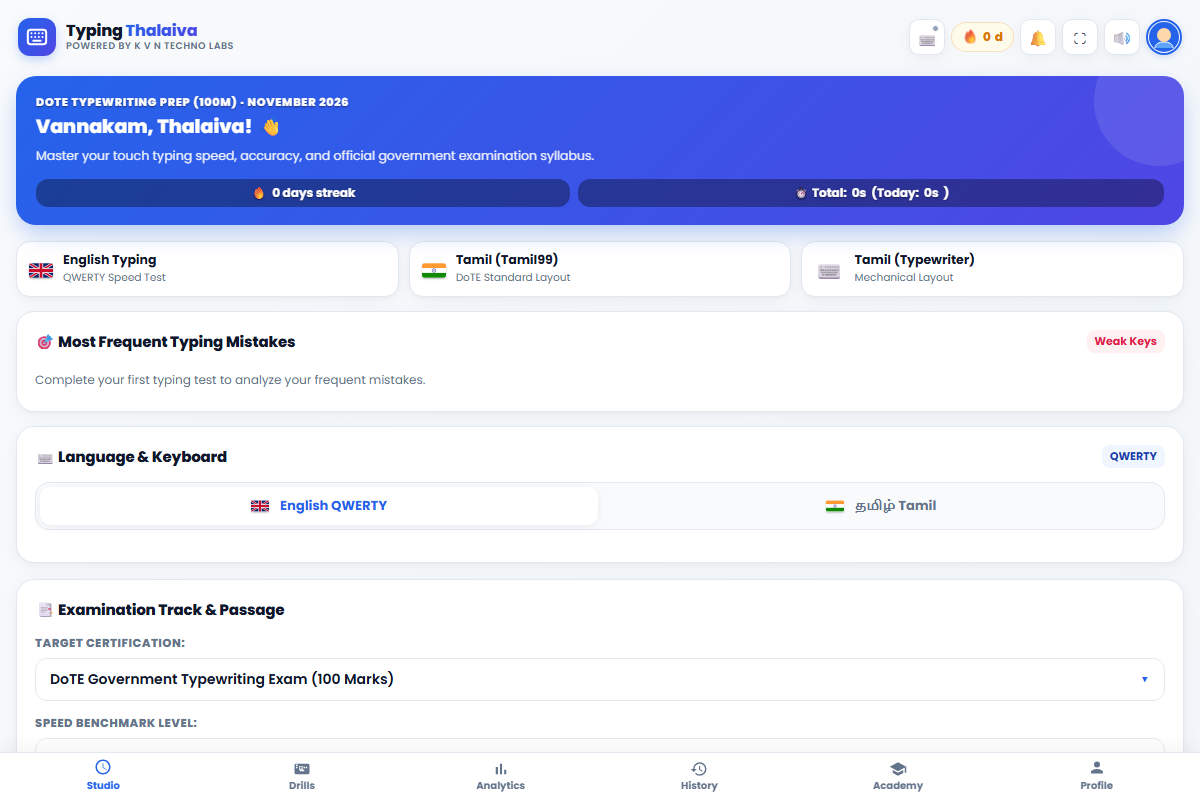 Typing Thalaiva
POWERED BY K V N TECHNO LABS
0 d
DOTE TYPEWRITING PREP (100M) · NOVEMBER 2026
Vannakam, Thalaiva! 👋
Master your touch typing speed, accuracy, and official government examination syllabus.
🔥 0 days streak
⏰ Total: 0s (Today: 0s )
English Typing
QWERTY Speed Test
Tamil (Tamil99)
DoTE Standard Layout
Tamil (Typewriter)
Mechanical Layout
🎯 Most Frequent Typing Mistakes
Weak Keys
Complete your first typing test to analyze your frequent mistakes.
Language & Keyboard
QWERTY
English QWERTY
தமிழ் Tamil
Examination Track & Passage
TARGET CERTIFICATION:
DoTE Government Typewriting Exam (100 Marks)
SPEED BENCHMARK LEVEL:
Studio
Drills
Analytics
History
Academy
Profile